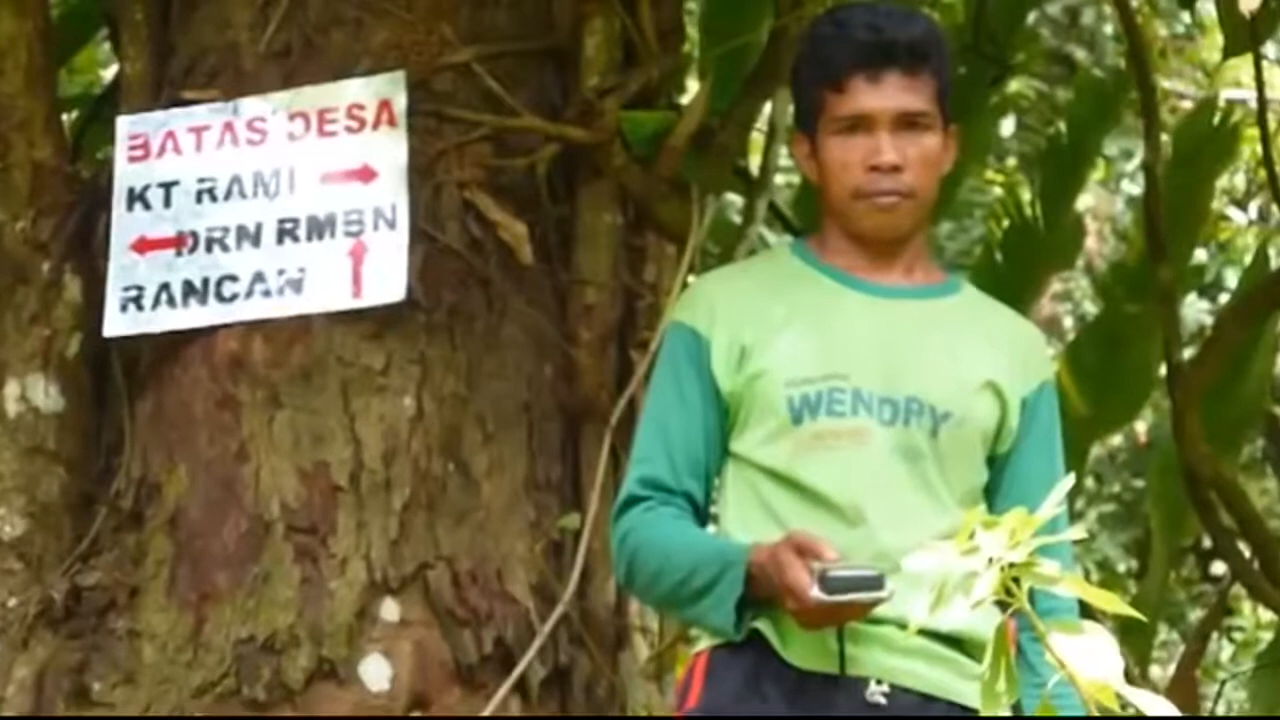 BATAS DESA
KT RAMI
DRN RMBN
RANCAN
WENDRY